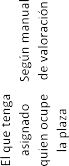 El que tenga
asignado
quien ocupe
la plaza
Según manual
de valoración